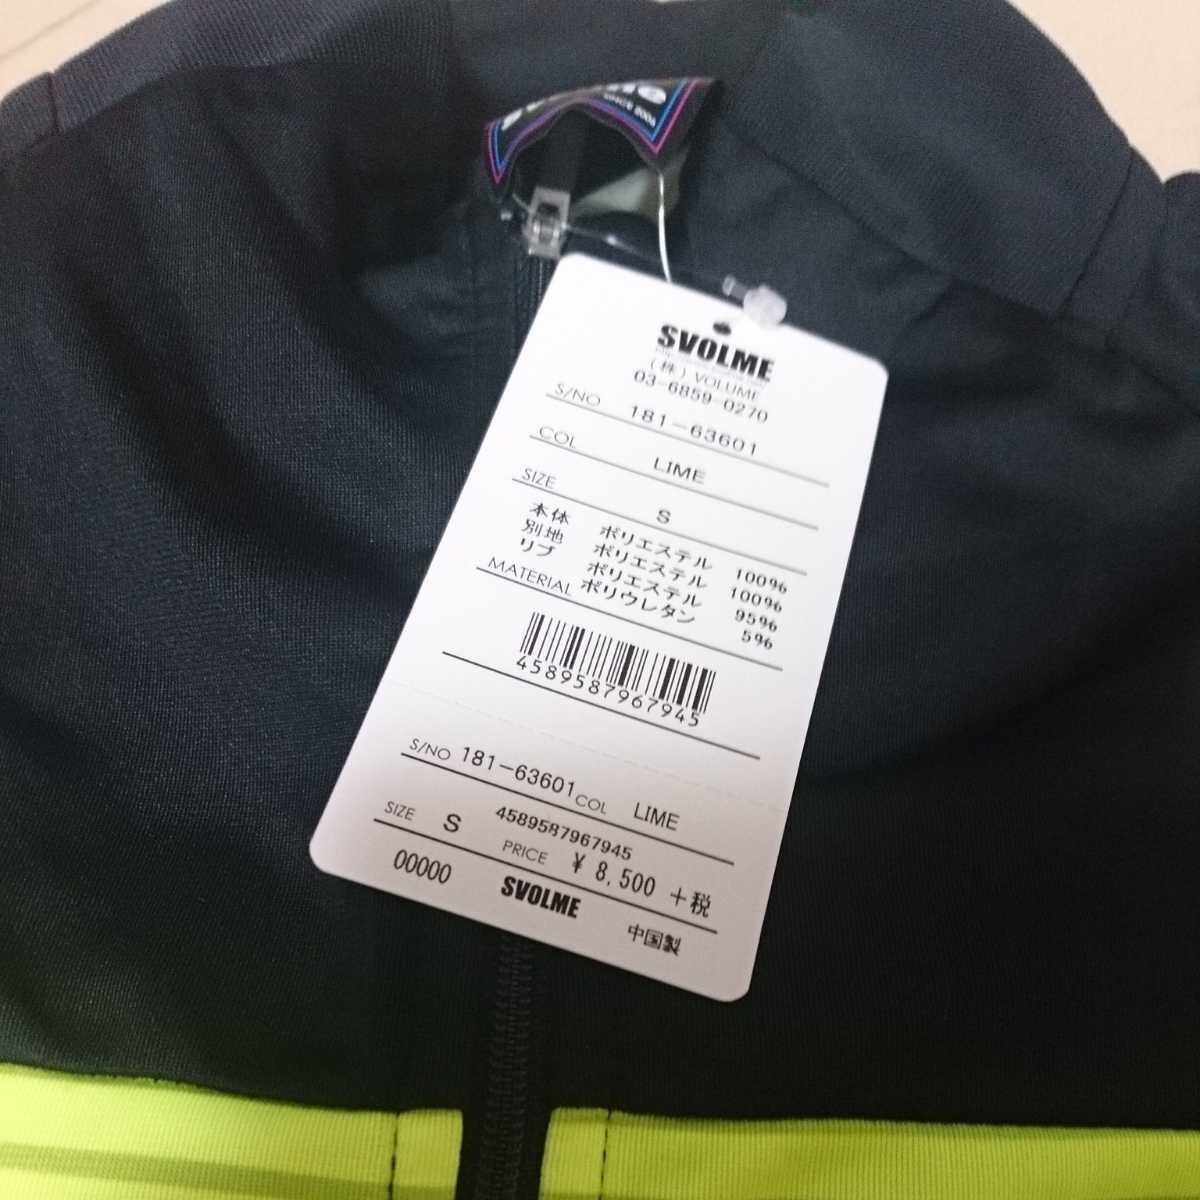 SINCE 2006
SVOLME
(株) VOLUME
03-6859-0270
S/NO 181-63601
COL LIME
SIZE S
本体 ポリエステル 100%
別地 ポリエステル 100%
リブ ポリエステル 95%
MATERIAL ポリウレタン 5%
4589587967945
S/NO 181-63601 COL LIME
SIZE S 4589587967945
PRICE ¥ 8,500 +税
00000 SVOLME 中国製